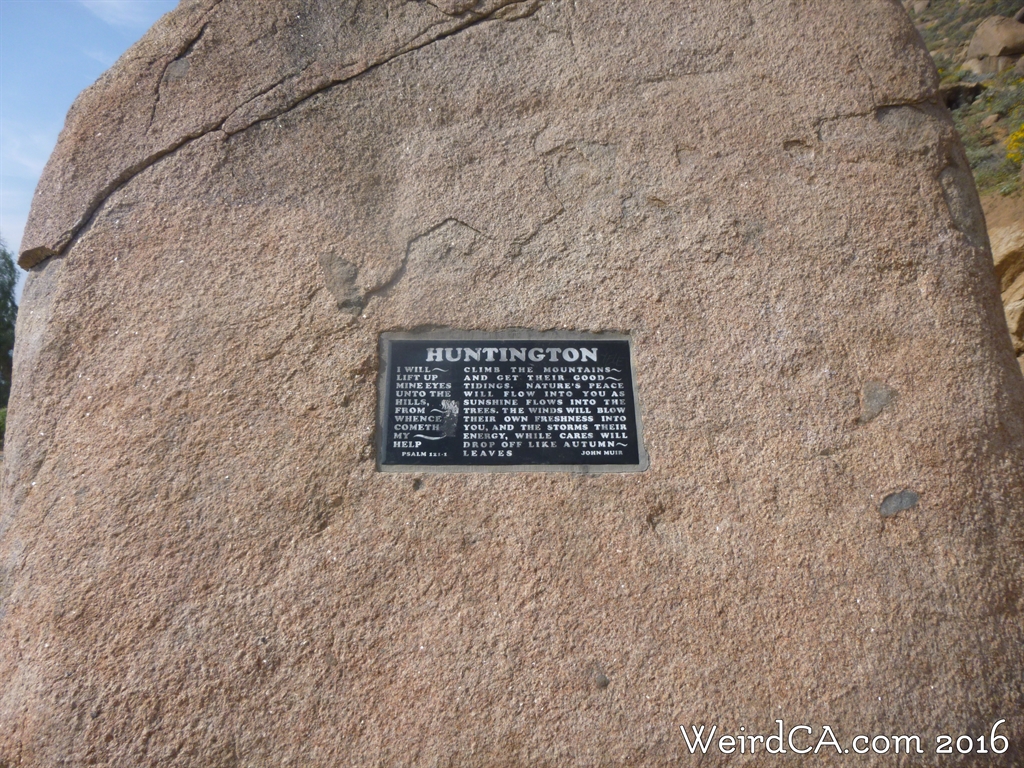 HUNTINGTON
I WILL~
LIFT UP
MINE EYES
UNTO THE
HILLS,
FROM ~
WHENCE
COMETH
MY ~
HELP
PSALM 121:1
CLIMB THE MOUNTAINS~
AND GET THEIR GOOD~
TIDINGS. NATURE'S PEACE
WILL FLOW INTO YOU AS
SUNSHINE FLOWS INTO THE
TREES. THE WINDS WILL BLOW
THEIR OWN FRESHNESS INTO
YOU, AND THE STORMS THEIR
ENERGY, WHILE CARES WILL
DROP OFF LIKE AUTUMN~
LEAVES
JOHN MUIR
WeirdCA.com 2016